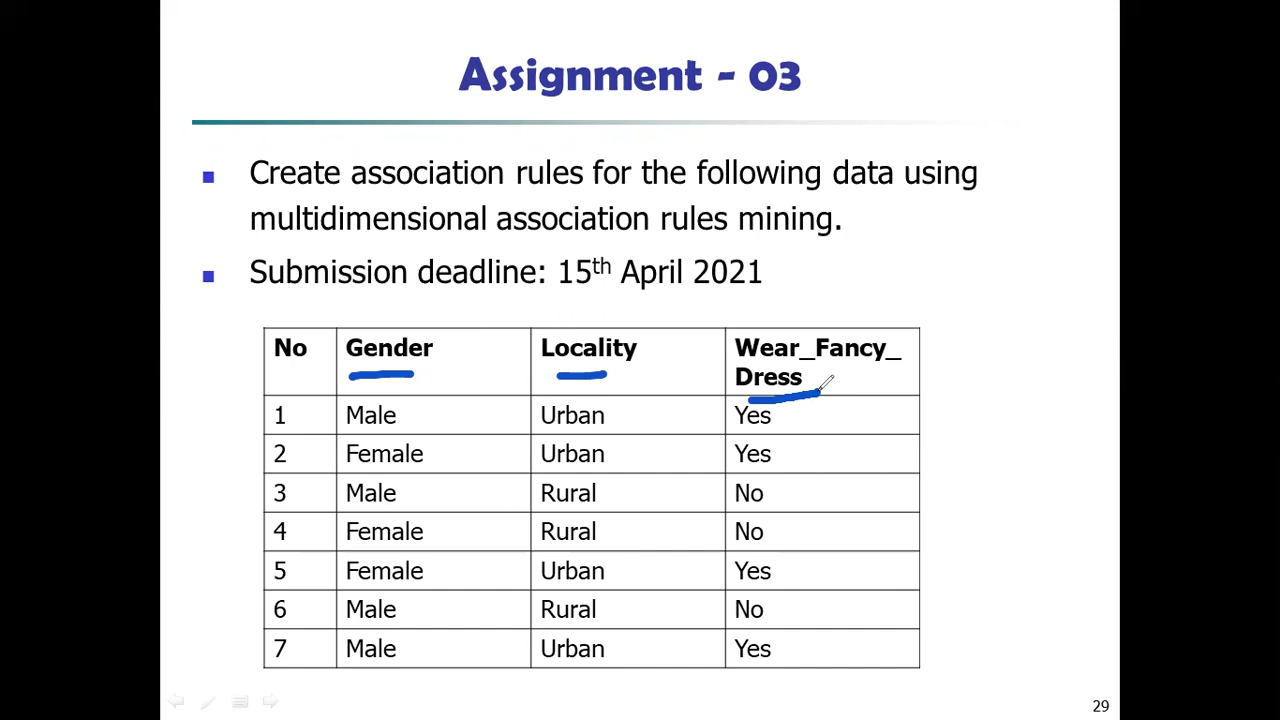 Assignment - 03
Create association rules for the following data using
multidimensional association rules mining.
Submission deadline: 15th April 2021
No Gender Locality Wear_Fancy_
Dress
1 Male Urban Yes
2 Female Urban Yes
3 Male Rural No
4 Female Rural No
5 Female Urban Yes
6 Male Rural No
7 Male Urban Yes
29